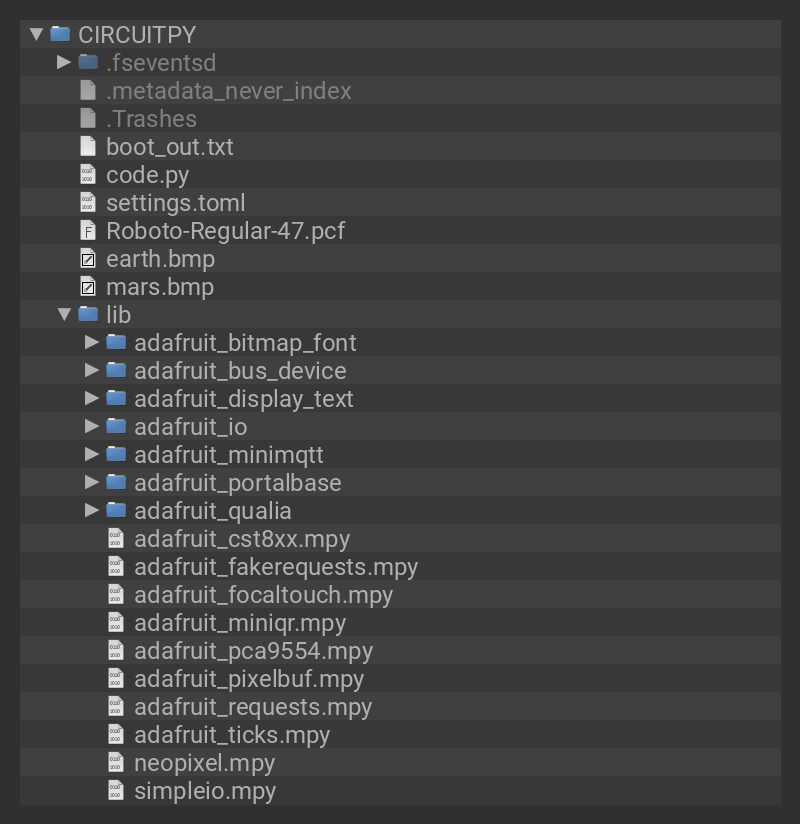 CIRCUITPY
.fseventsd
.metadata_never_index
.Trashes
boot_out.txt
code.py
settings.toml
Roboto-Regular-47.pcf
earth.bmp
mars.bmp
lib
adafruit_bitmap_font
adafruit_bus_device
adafruit_display_text
adafruit_io
adafruit_minimqtt
adafruit_portalbase
adafruit_qualia
adafruit_cst8xx.mpy
adafruit_fakerequests.mpy
adafruit_focaltouch.mpy
adafruit_miniqr.mpy
adafruit_pca9554.mpy
adafruit_pixelbuf.mpy
adafruit_requests.mpy
adafruit_ticks.mpy
neopixel.mpy
simpleio.mpy